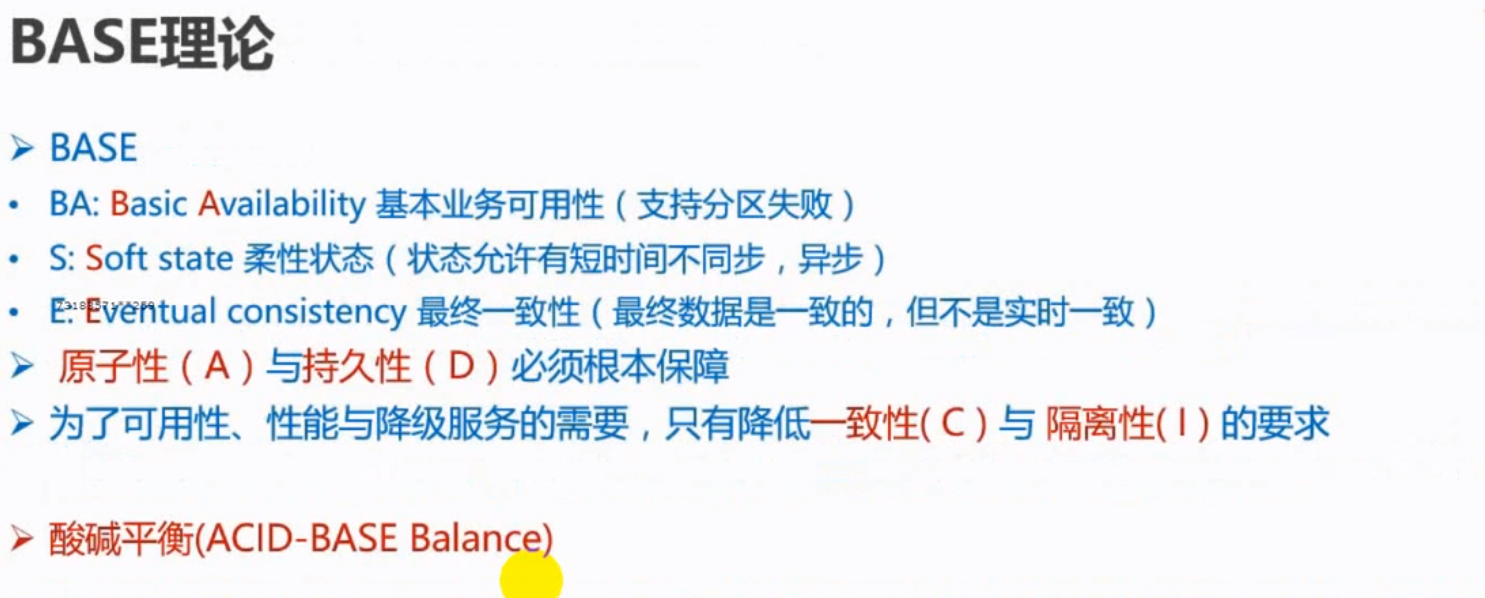 BASE理论
➢ BASE
• BA: Basic Availability 基本业务可用性（支持分区失败）
• S: Soft state 柔性状态（状态允许有短时间不同步，异步）
• E: Eventual consistency 最终一致性（最终数据是一致的，但不是实时一致）
➢ 原子性（A）与持久性（D）必须根本保障
➢ 为了可用性、性能与降级服务的需要，只有降低一致性( C ) 与 隔离性( I ) 的要求
➢ 酸碱平衡(ACID-BASE Balance)